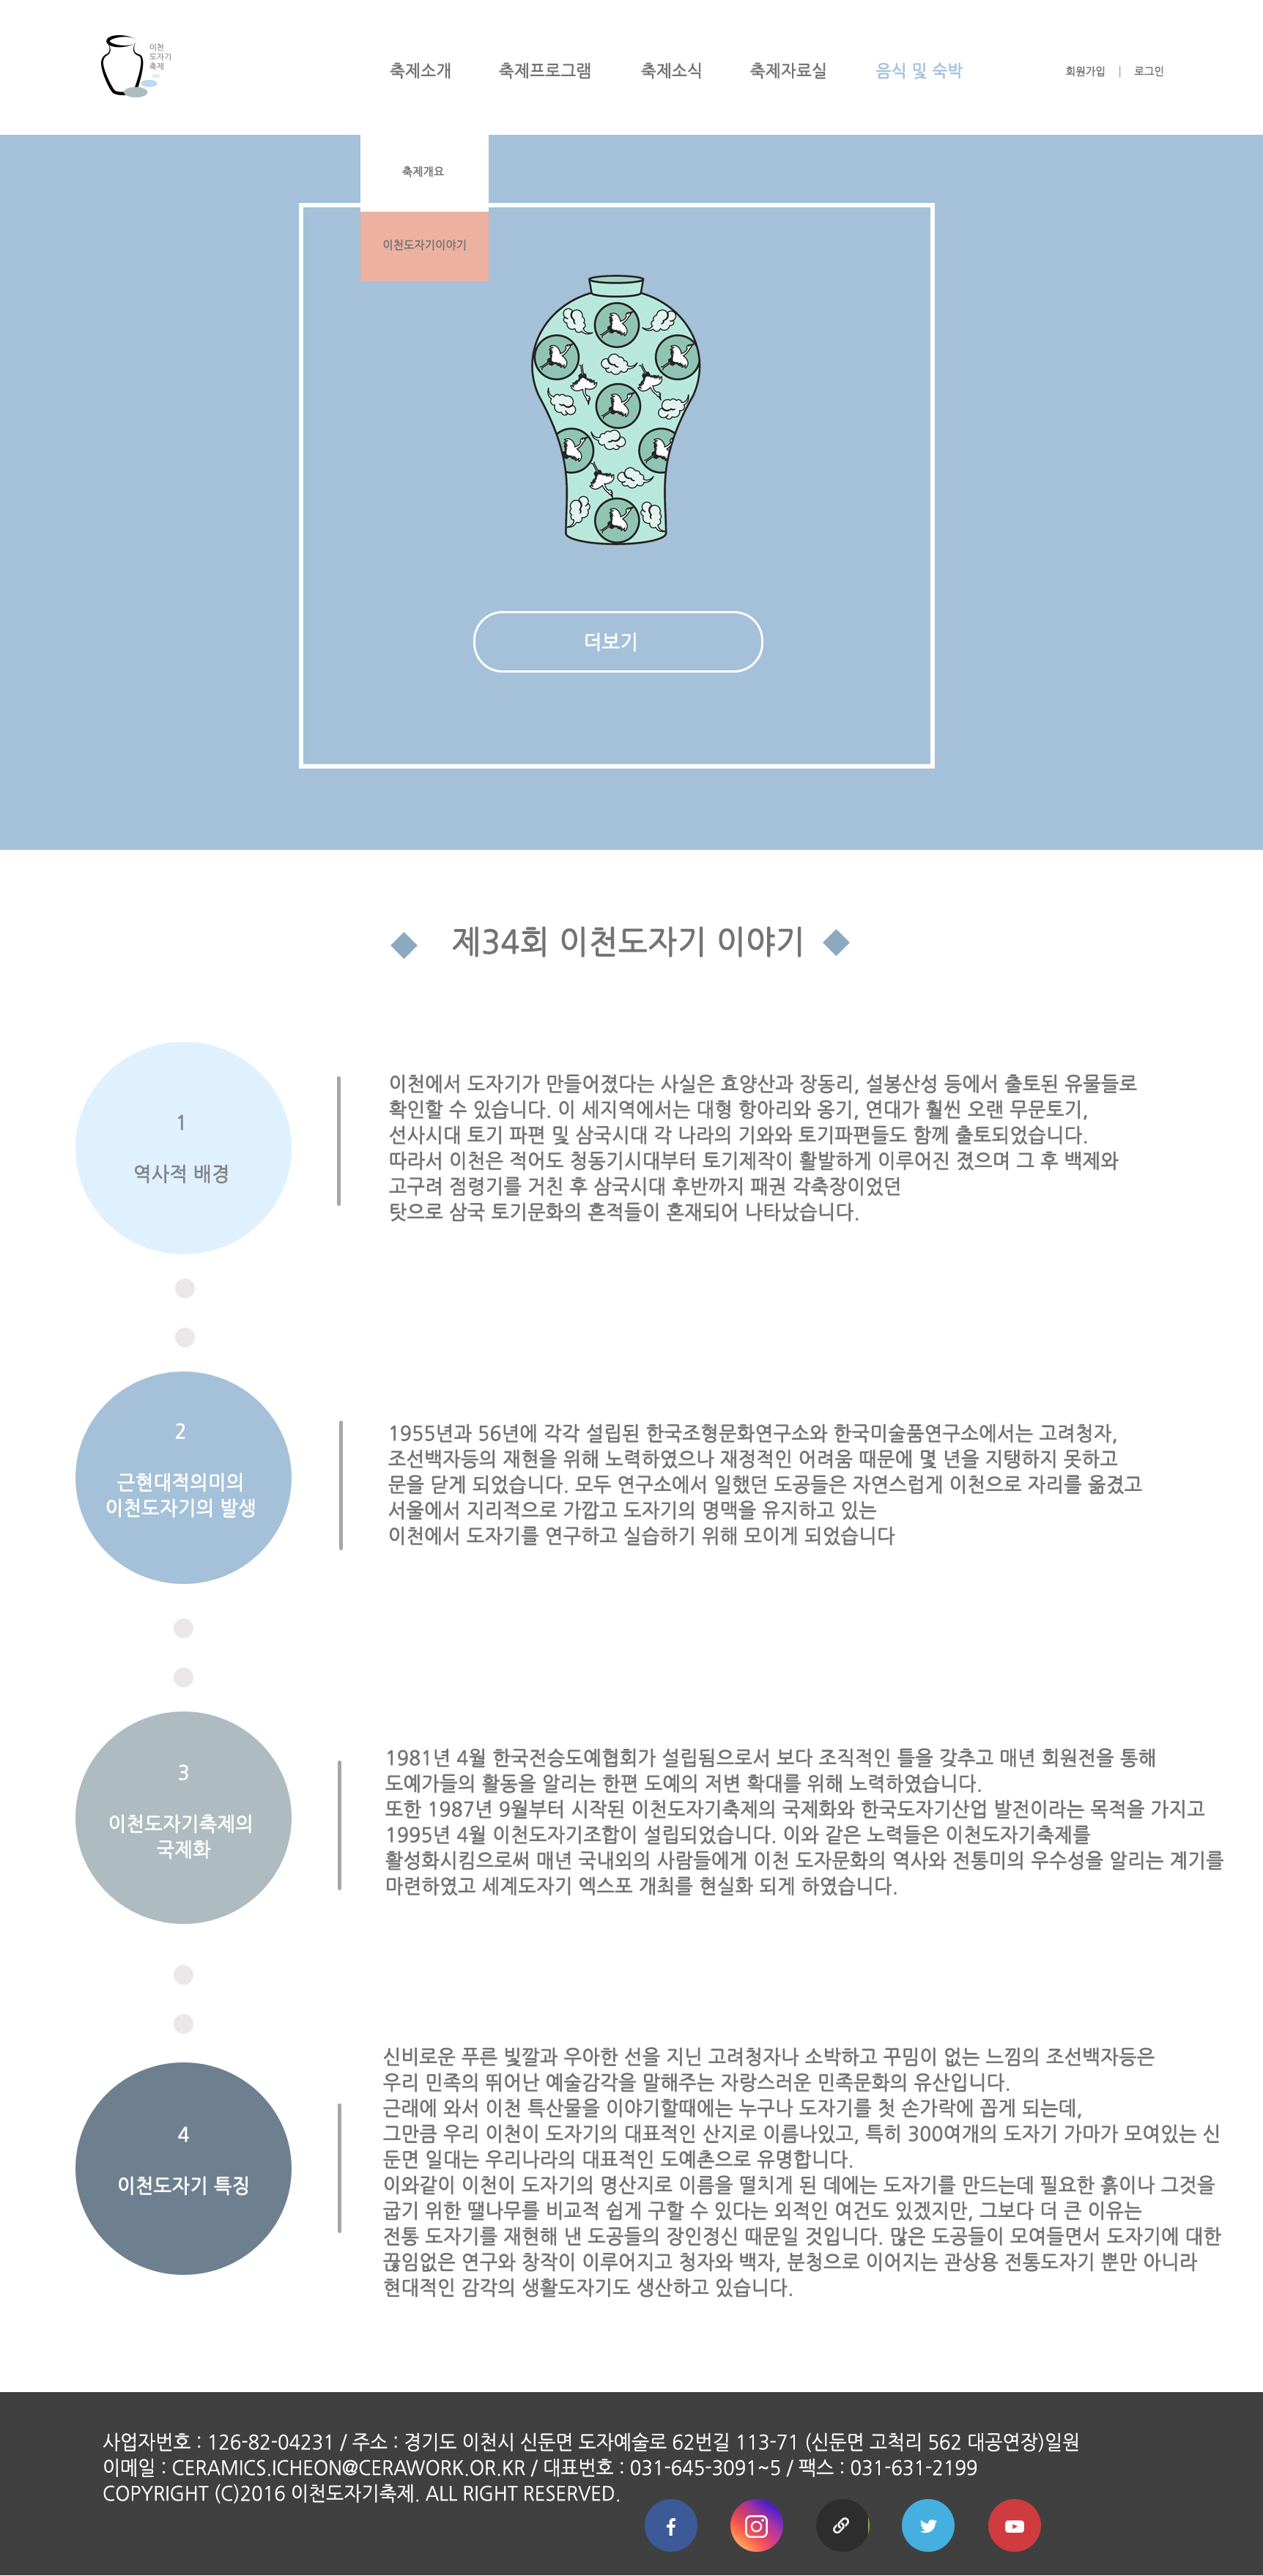 이천
도자기
축제
축제소개 축제프로그램 축제소식 축제자료실 음식 및 숙박 회원가입 | 로그인
축제개요
이천도자기이야기
더보기
제34회 이천도자기 이야기
1
역사적 배경
이천에서 도자기가 만들어졌다는 사실은 효양산과 장동리, 설봉산성 등에서 출토된 유물들로
확인할 수 있습니다. 이 세지역에서는 대형 항아리와 옹기, 연대가 훨씬 오랜 무문토기,
선사시대 토기 파편 및 삼국시대 각 나라의 기와와 토기파편들도 함께 출토되었습니다.
따라서 이천은 적어도 청동기시대부터 토기제작이 활발하게 이루어진 졌으며 그 후 백제와
고구려 점령기를 거친 후 삼국시대 후반까지 패권 각축장이었던
탓으로 삼국 토기문화의 흔적들이 혼재되어 나타났습니다.
2
근현대적의미의
이천도자기의 발생
1955년과 56년에 각각 설립된 한국조형문화연구소와 한국미술품연구소에서는 고려청자,
조선백자등의 재현을 위해 노력하였으나 재정적인 어려움 때문에 몇 년을 지탱하지 못하고
문을 닫게 되었습니다. 모두 연구소에서 일했던 도공들은 자연스럽게 이천으로 자리를 옮겼고
서울에서 지리적으로 가깝고 도자기의 명맥을 유지하고 있는
이천에서 도자기를 연구하고 실습하기 위해 모이게 되었습니다
3
이천도자기축제의
국제화
1981년 4월 한국전승도예협회가 설립됨으로서 보다 조직적인 틀을 갖추고 매년 회원전을 통해
도예가들의 활동을 알리는 한편 도예의 저변 확대를 위해 노력하였습니다.
또한 1987년 9월부터 시작된 이천도자기축제의 국제화와 한국도자기산업 발전이라는 목적을 가지고
1995년 4월 이천도자기조합이 설립되었습니다. 이와 같은 노력들은 이천도자기축제를
활성화시킴으로써 매년 국내외의 사람들에게 이천 도자문화의 역사와 전통미의 우수성을 알리는 계기를
마련하였고 세계도자기 엑스포 개최를 현실화 되게 하였습니다.
4
이천도자기 특징
신비로운 푸른 빛깔과 우아한 선을 지닌 고려청자나 소박하고 꾸밈이 없는 느낌의 조선백자등은
우리 민족의 뛰어난 예술감각을 말해주는 자랑스러운 민족문화의 유산입니다.
근래에 와서 이천 특산물을 이야기할때에는 누구나 도자기를 첫 손가락에 꼽게 되는데,
그만큼 우리 이천이 도자기의 대표적인 산지로 이름나있고, 특히 300여개의 도자기 가마가 모여있는 신
둔면 일대는 우리나라의 대표적인 도예촌으로 유명합니다.
이와같이 이천이 도자기의 명산지로 이름을 떨치게 된 데에는 도자기를 만드는데 필요한 흙이나 그것을
굽기 위한 땔나무를 비교적 쉽게 구할 수 있다는 외적인 여건도 있겠지만, 그보다 더 큰 이유는
전통 도자기를 재현해 낸 도공들의 장인정신 때문일 것입니다. 많은 도공들이 모여들면서 도자기에 대한
끊임없은 연구와 창작이 이루어지고 청자와 백자, 분청으로 이어지는 관상용 전통도자기 뿐만 아니라
현대적인 감각의 생활도자기도 생산하고 있습니다.
사업자번호 : 126-82-04231 / 주소 : 경기도 이천시 신둔면 도자예술로 62번길 113-71 (신둔면 고척리 562 대공연장)일원
이메일 : CERAMICS.ICHEON@CERAWORK.OR.KR / 대표번호 : 031-645-3091~5 / 팩스 : 031-631-2199
COPYRIGHT (C)2016 이천도자기축제. ALL RIGHT RESERVED.